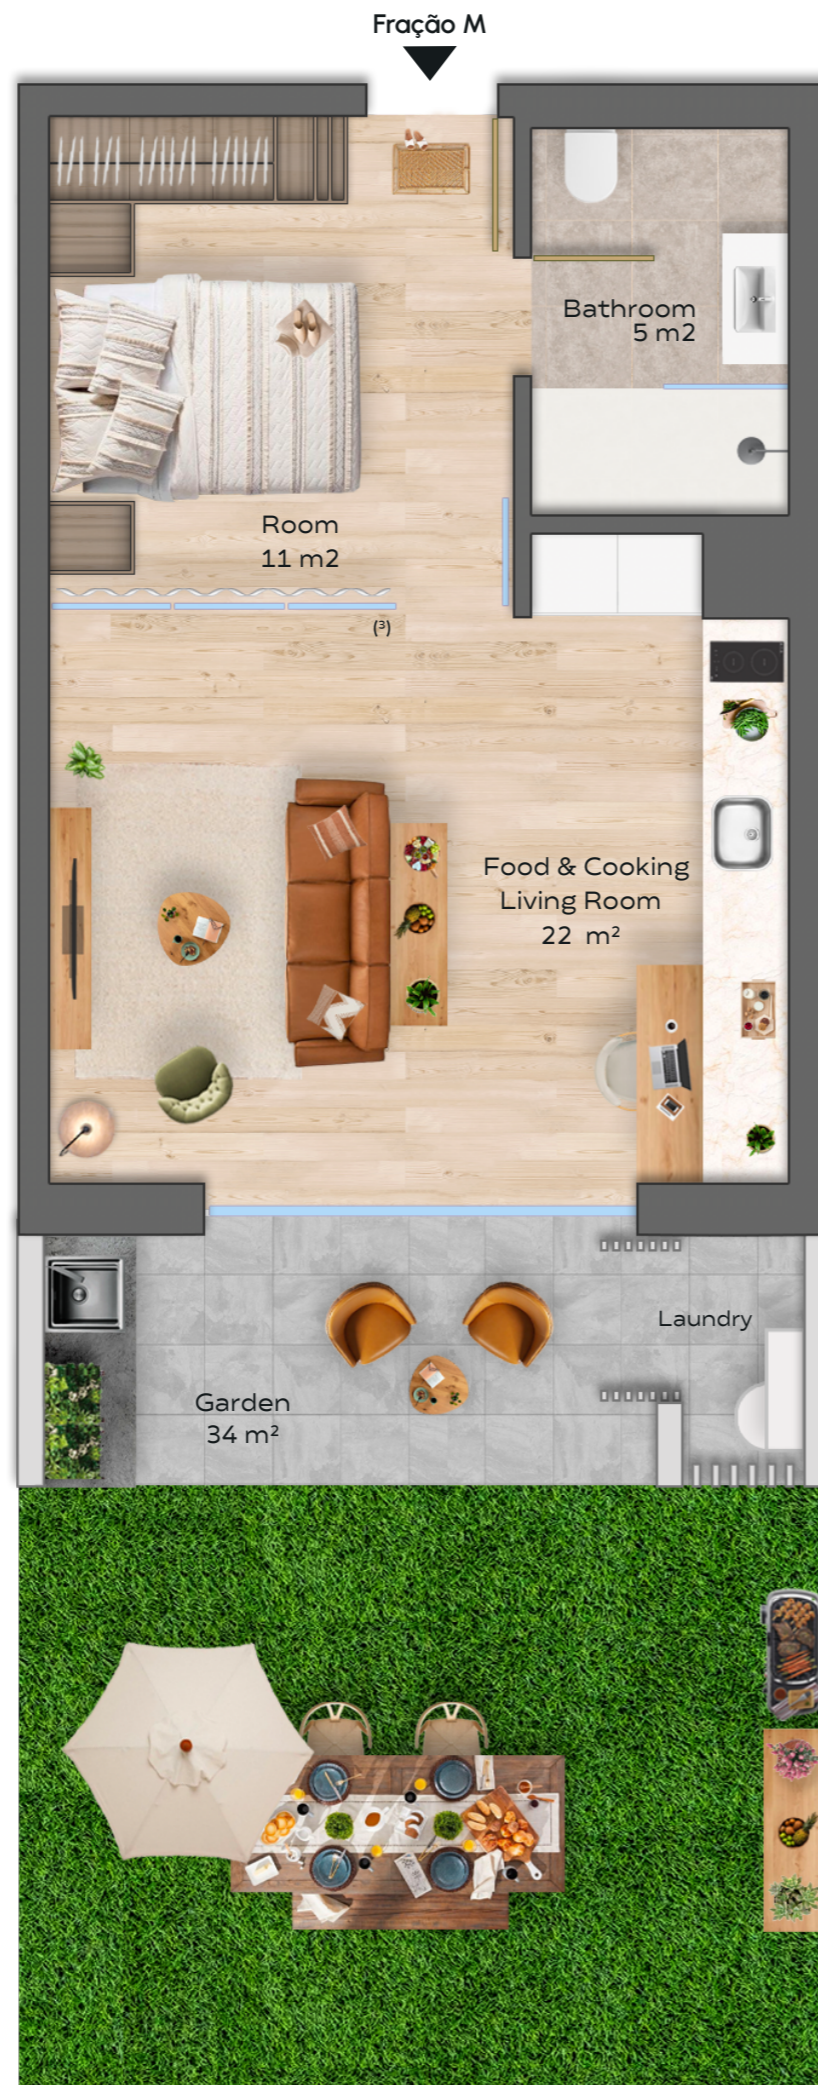 Fração M
Bathroom
5 m2
Room
11 m2
(³)
Food & Cooking
Living Room
22 m²
Laundry
Garden
34 m²